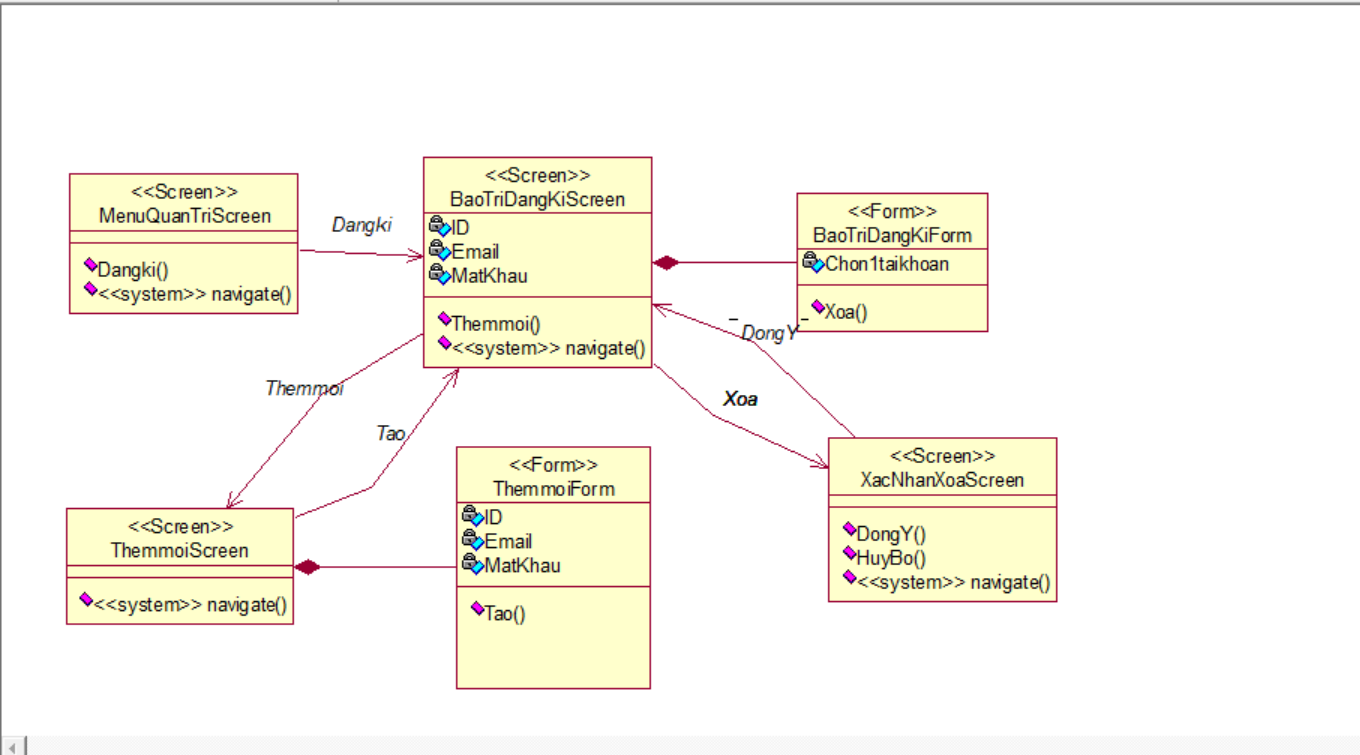 <<Screen>>
MenuQuanTriScreen
Dangki()
<<system>> navigate()
Dangki
<<Screen>>
BaoTriDangKiScreen
ID
Email
MatKhau
Themmoi()
<<system>> navigate()
<<Form>>
BaoTriDangKiForm
Chon1taikhoan
Xoa()
DongY
Themmoi
Tao
Xoa
<<Screen>>
ThemmoiScreen
<<system>> navigate()
<<Form>>
ThemmoiForm
ID
Email
MatKhau
Tao()
<<Screen>>
XacNhanXoaScreen
DongY()
HuyBo()
<<system>> navigate()